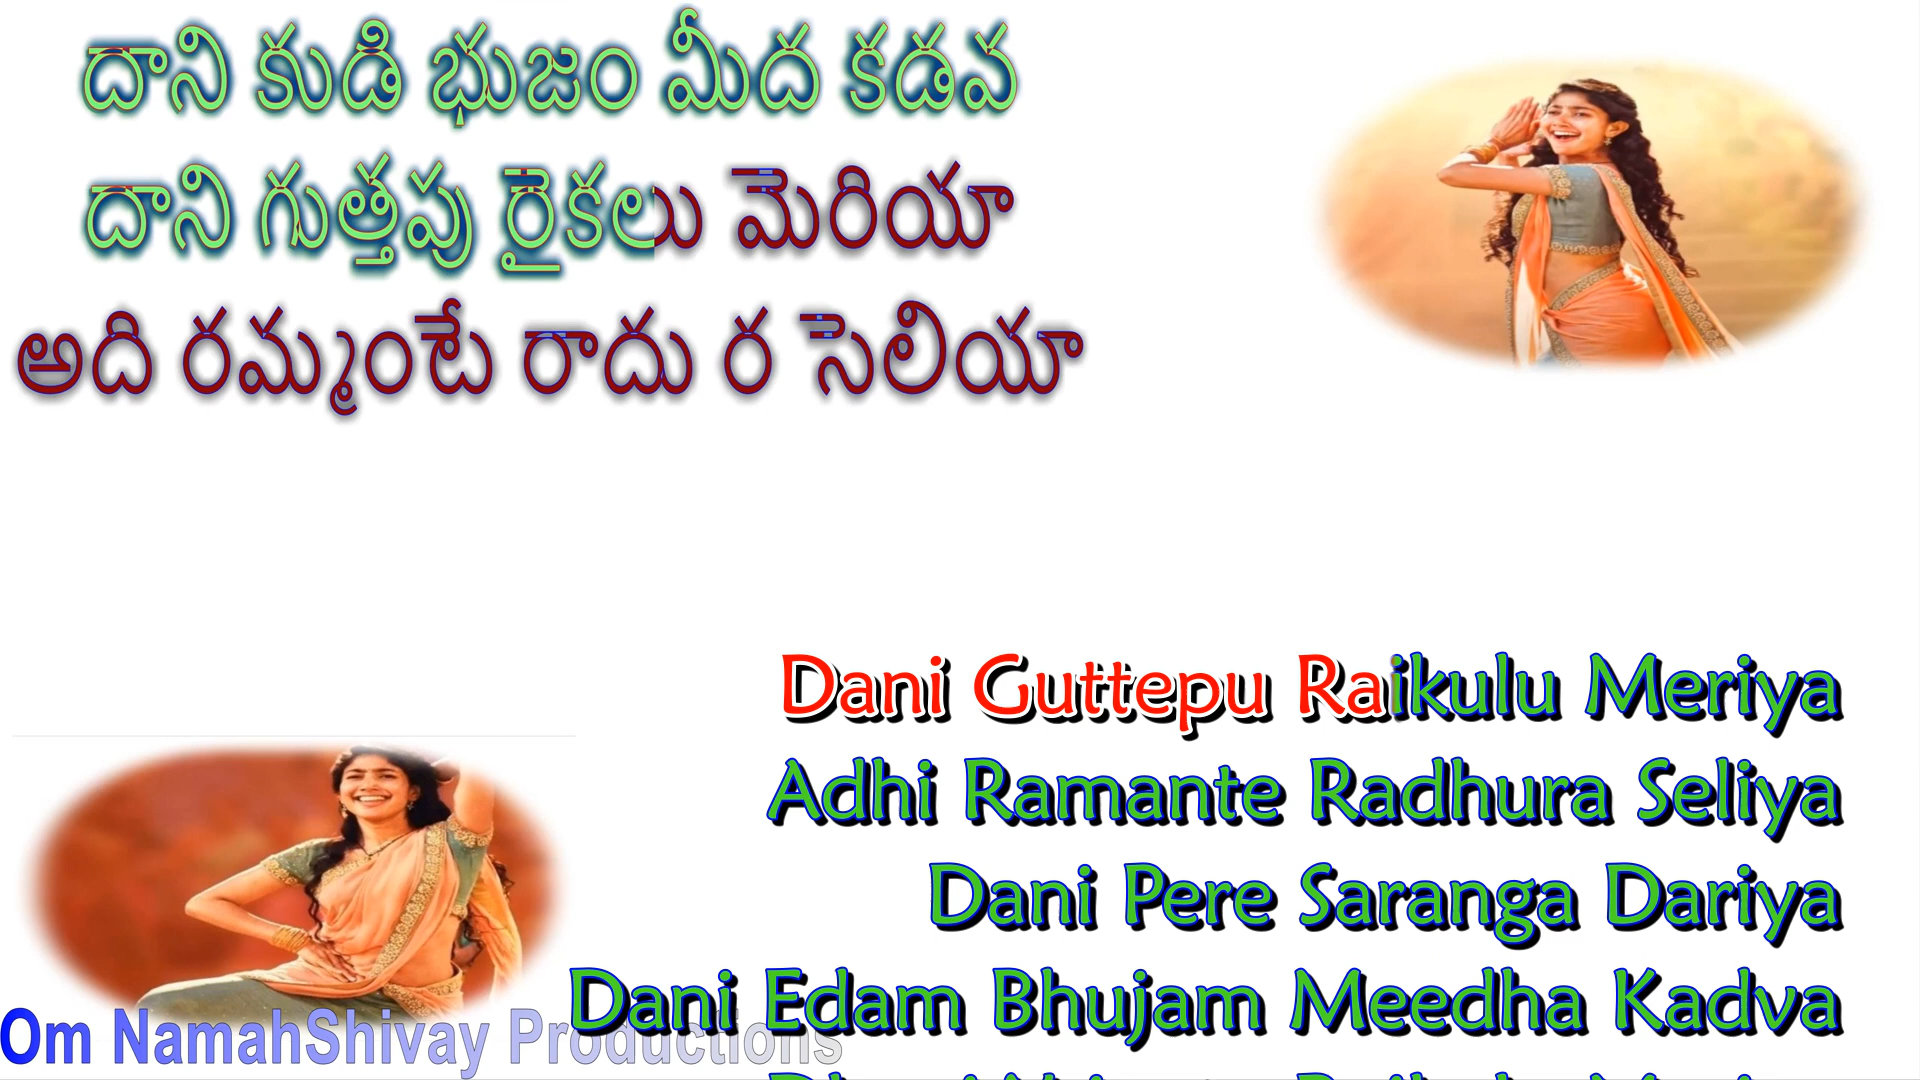 దాని కుడి భుజం మీద కడవ
దాని గుత్తపు రైకలు మెరియా
అది రమ్మంటే రాదు ర సెలియా
Dani Guttepu Raikulu Meriya
Adhi Ramante Radhura Seliya
Dani Pere Saranga Dariya
Dani Edam Bhujam Meedha Kadva
Om NamahShivay Productions